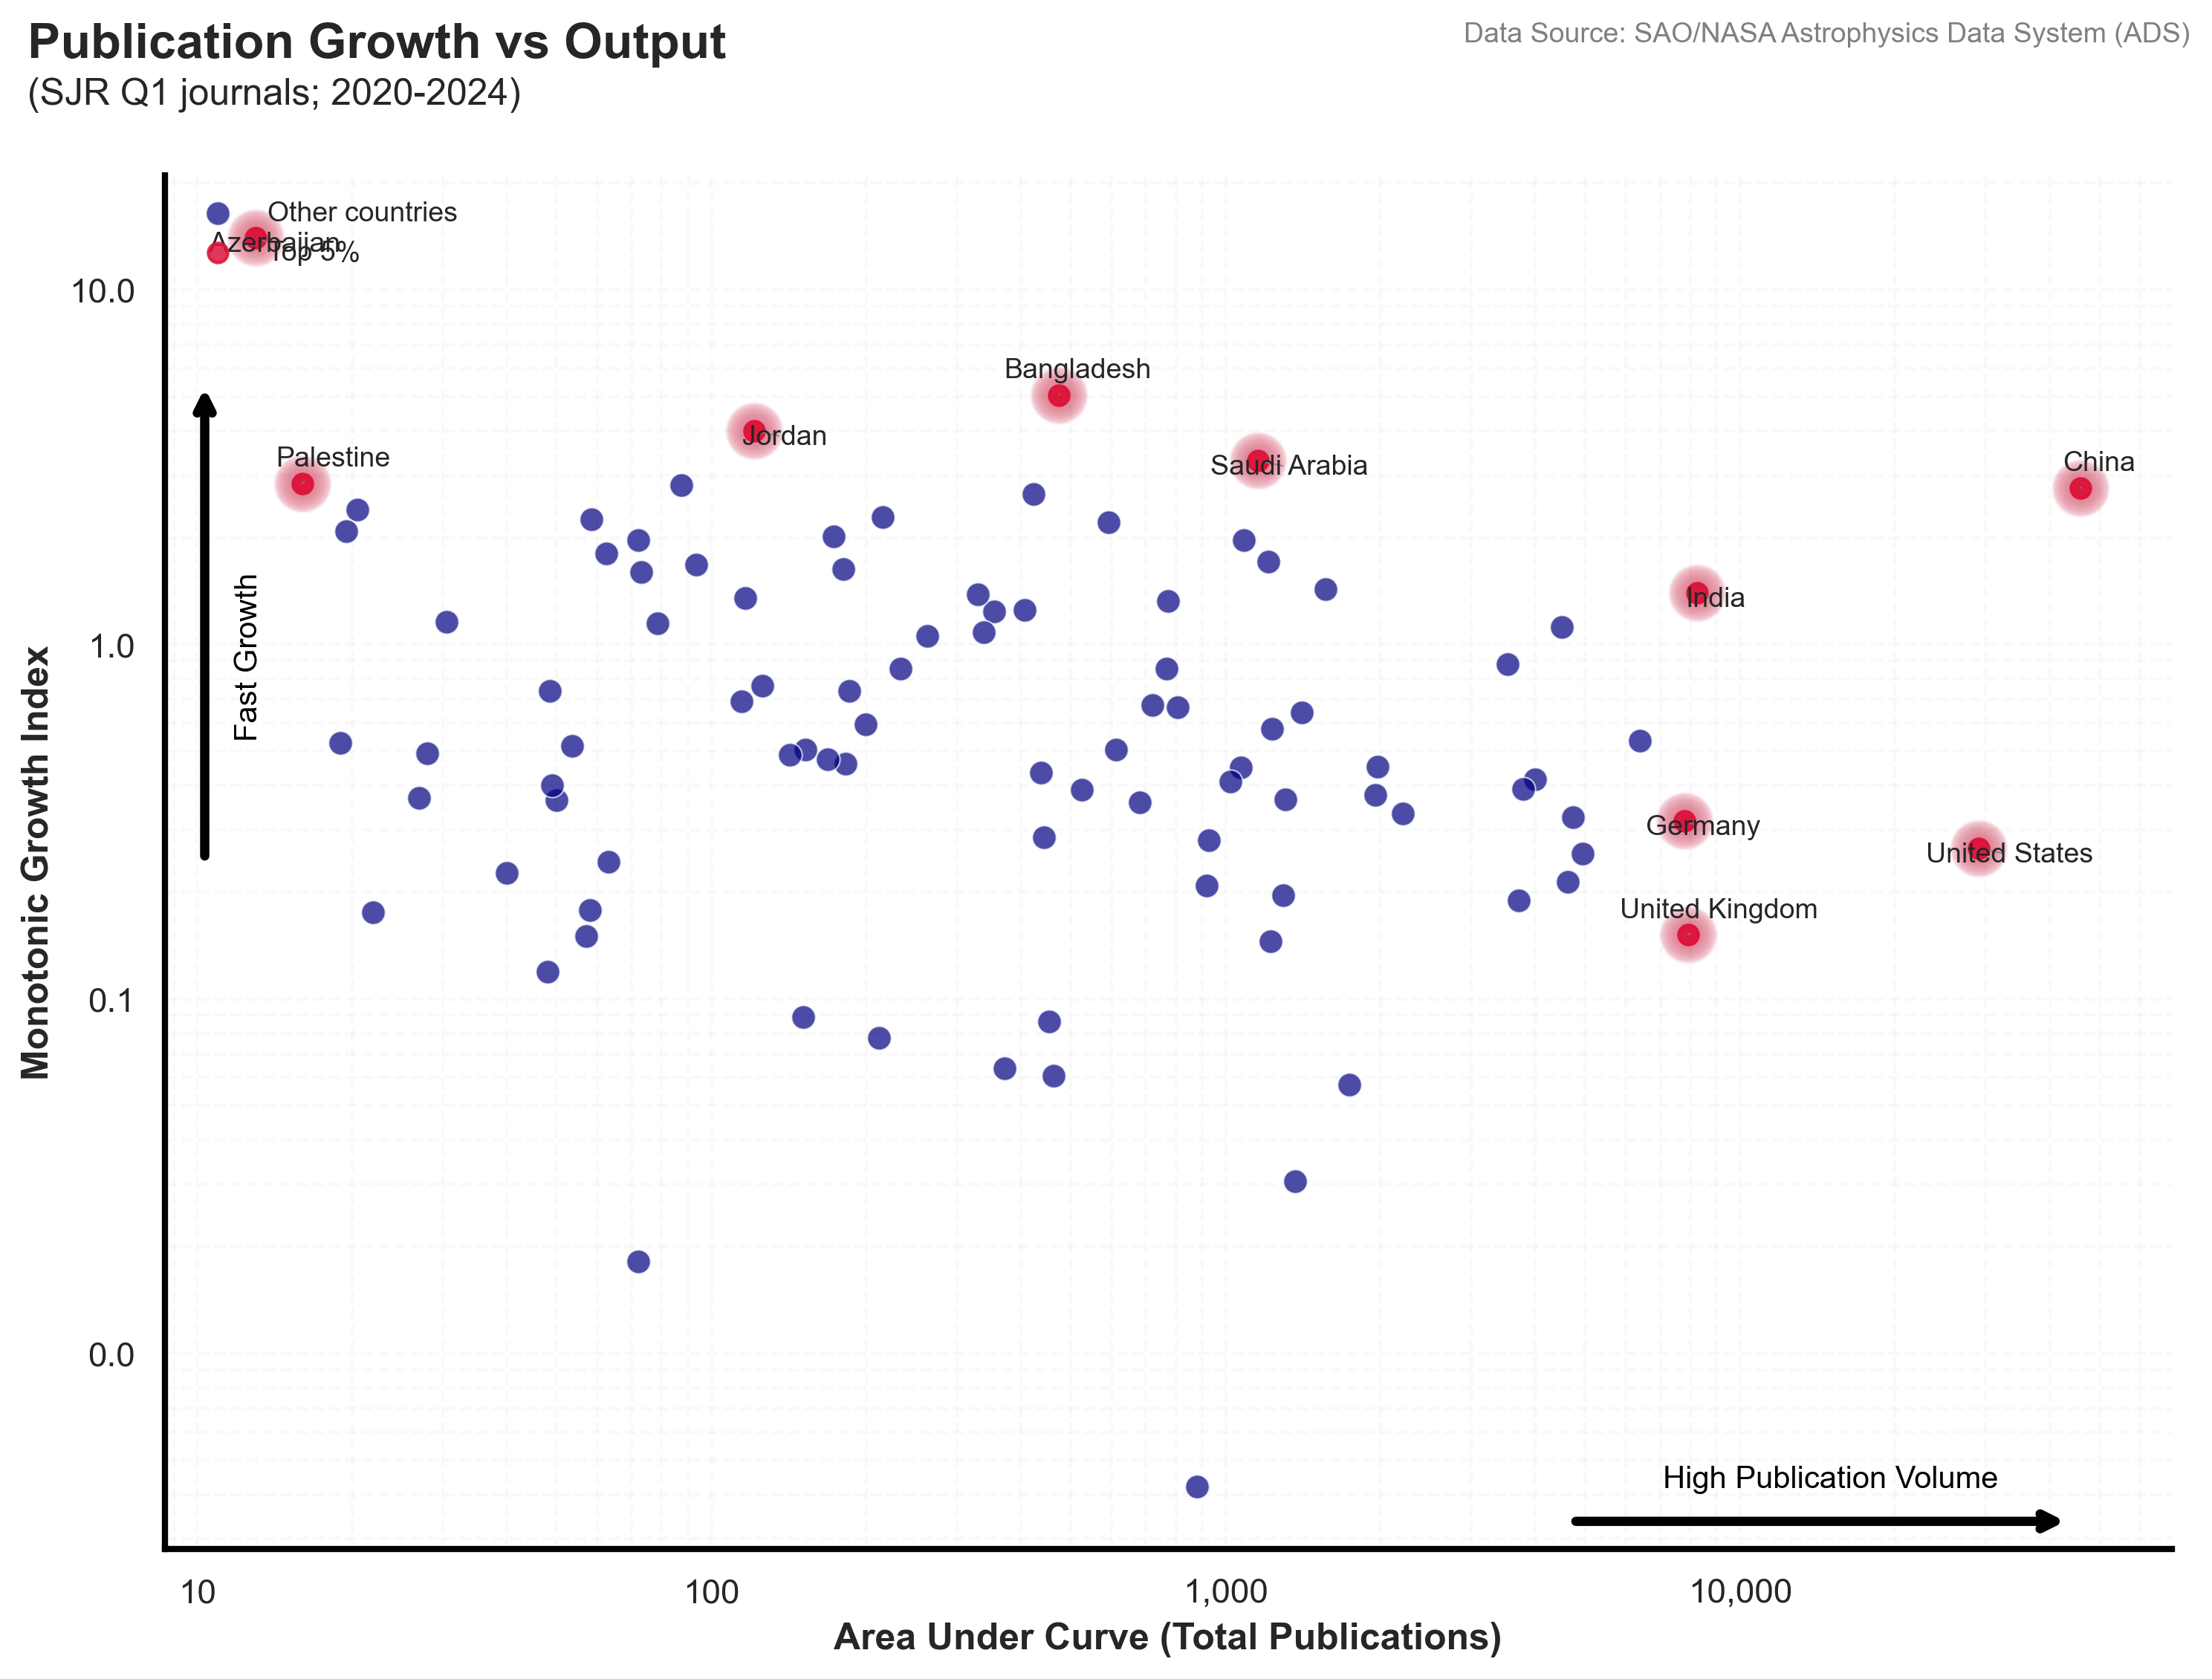 Publication Growth vs Output
(SJR Q1 journals; 2020-2024)
Data Source: SAO/NASA Astrophysics Data System (ADS)
Other countries
Azerbaijan
Top 5%
10.0
Bangladesh
Jordan
Palestine
Saudi Arabia
China
India
1.0
Fast Growth
Monotonic Growth Index
Germany
United States
United Kingdom
0.1
0.0
High Publication Volume
10
100
1,000
10,000
Area Under Curve (Total Publications)